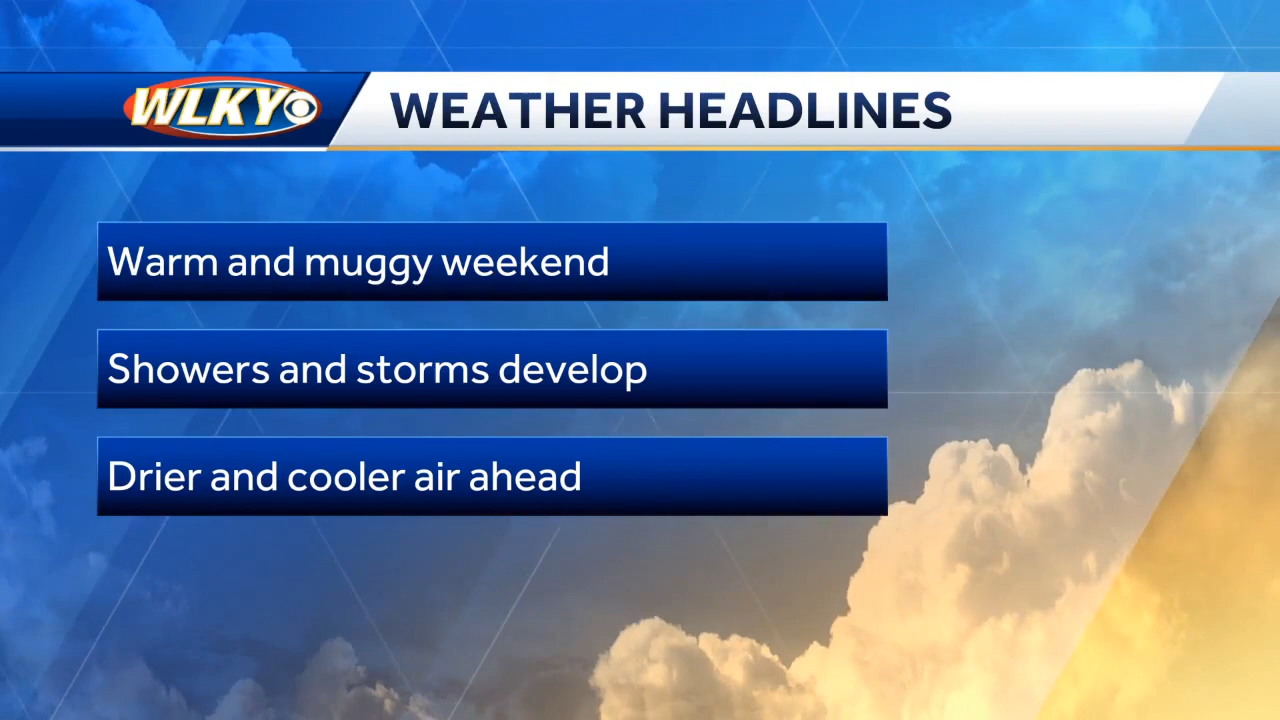 WLKY
WEATHER HEADLINES
Warm and muggy weekend
Showers and storms develop
Drier and cooler air ahead